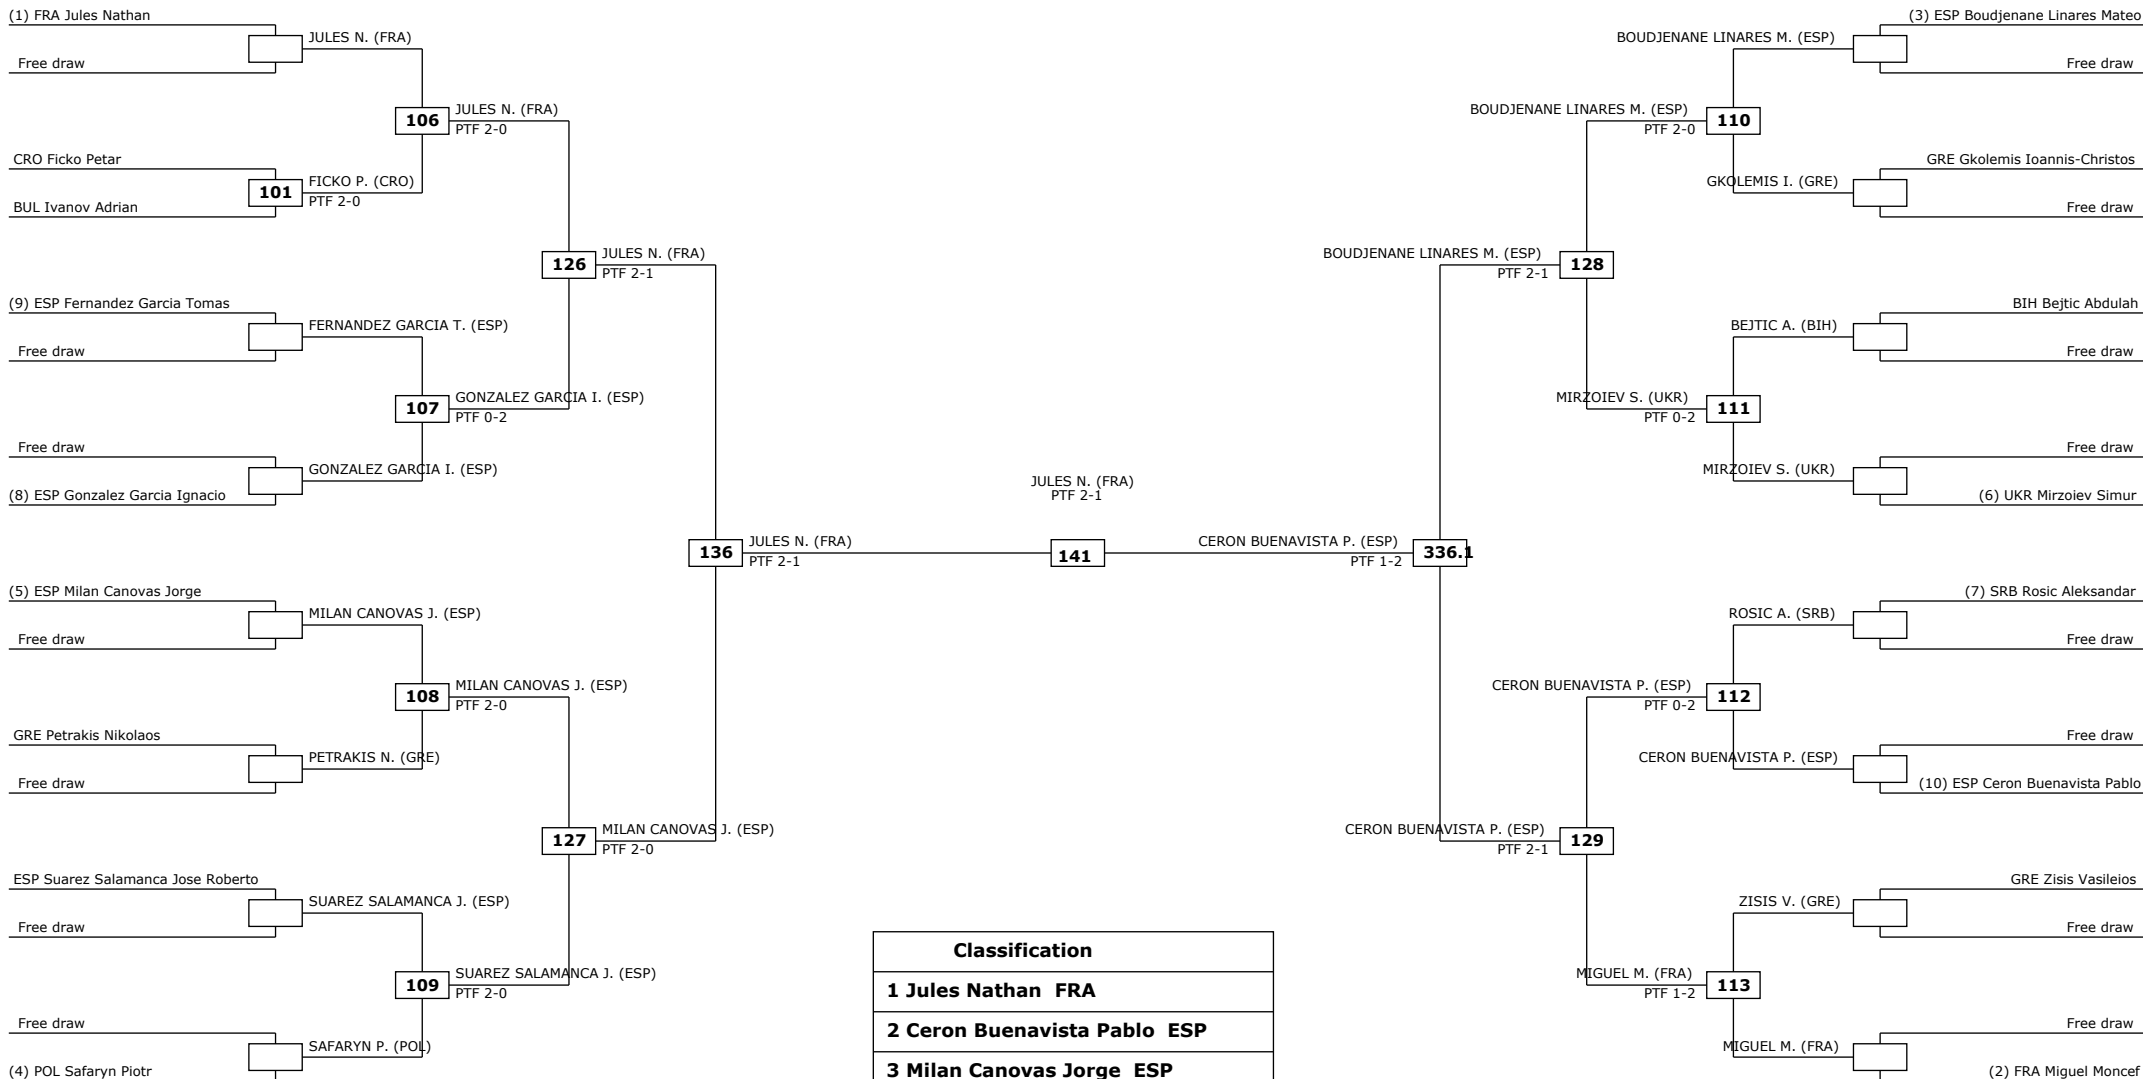 (1) FRA Jules Nathan
JULES N. (FRA)
Free draw
106
JULES N. (FRA)
PTF 2-0
CRO Ficko Petar
101
FICKO P. (CRO)
PTF 2-0
BUL Ivanov Adrian
126
JULES N. (FRA)
PTF 2-1
(9) ESP Fernandez Garcia Tomas
FERNANDEZ GARCIA T. (ESP)
Free draw
107
GONZALEZ GARCIA I. (ESP)
PTF 0-2
Free draw
GONZALEZ GARCIA I. (ESP)
(8) ESP Gonzalez Garcia Ignacio
136
JULES N. (FRA)
PTF 2-1
(5) ESP Milan Canovas Jorge
MILAN CANOVAS J. (ESP)
Free draw
108
MILAN CANOVAS J. (ESP)
PTF 2-0
GRE Petrakis Nikolaos
PETRAKIS N. (GRE)
Free draw
127
MILAN CANOVAS J. (ESP)
PTF 2-0
ESP Suarez Salamanca Jose Roberto
SUAREZ SALAMANCA J. (ESP)
Free draw
109
SUAREZ SALAMANCA J. (ESP)
PTF 2-0
Free draw
SAFARYN P. (POL)
(4) POL Safaryn Piotr
JULES N. (FRA)
PTF 2-1
141
(3) ESP Boudjenane Linares Mateo
BOUDJENANE LINARES M. (ESP)
Free draw
BOUDJENANE LINARES M. (ESP)
PTF 2-0
110
GRE Gkolemis Ioannis-Christos
GKOLEMIS I. (GRE)
Free draw
BOUDJENANE LINARES M. (ESP)
PTF 2-1
128
BIH Bejtic Abdulah
BEJTIC A. (BIH)
Free draw
MIRZOIEV S. (UKR)
PTF 0-2
111
Free draw
MIRZOIEV S. (UKR)
(6) UKR Mirzoiev Simur
CERON BUENAVISTA P. (ESP)
PTF 1-2
336.1
(7) SRB Rosic Aleksandar
ROSIC A. (SRB)
Free draw
CERON BUENAVISTA P. (ESP)
PTF 0-2
112
Free draw
CERON BUENAVISTA P. (ESP)
(10) ESP Ceron Buenavista Pablo
CERON BUENAVISTA P. (ESP)
PTF 2-1
129
GRE Zisis Vasileios
ZISIS V. (GRE)
Free draw
MIGUEL M. (FRA)
PTF 1-2
113
Free draw
MIGUEL M. (FRA)
(2) FRA Miguel Moncef
Classification
1 Jules Nathan FRA
2 Ceron Buenavista Pablo ESP
3 Milan Canovas Jorge ESP